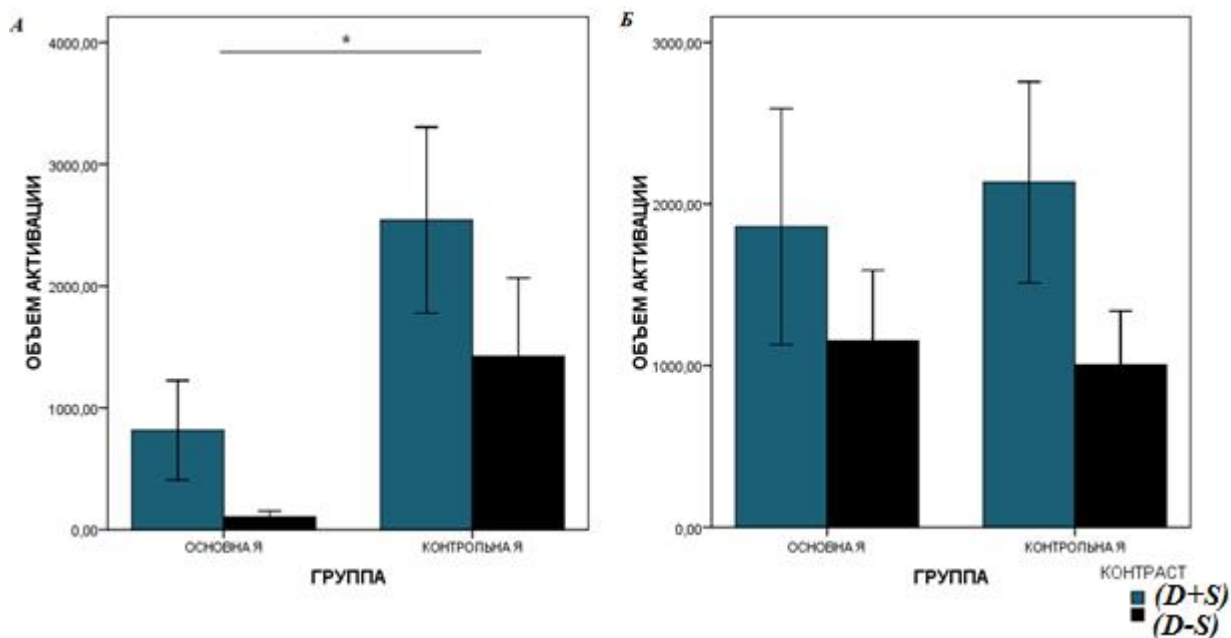 А
*
4000,00
3000,00
2000,00
1000,00
0,00
ОБЪЕМ АКТИВАЦИИ
ОСНОВНАЯ
КОНТРОЛЬНАЯ
ГРУППА
Б
3000,00
2000,00
1000,00
0,00
ОБЪЕМ АКТИВАЦИИ
ОСНОВНАЯ
КОНТРОЛЬНАЯ
ГРУППА
КОНТРАСТ
(D+S)
(D-S)